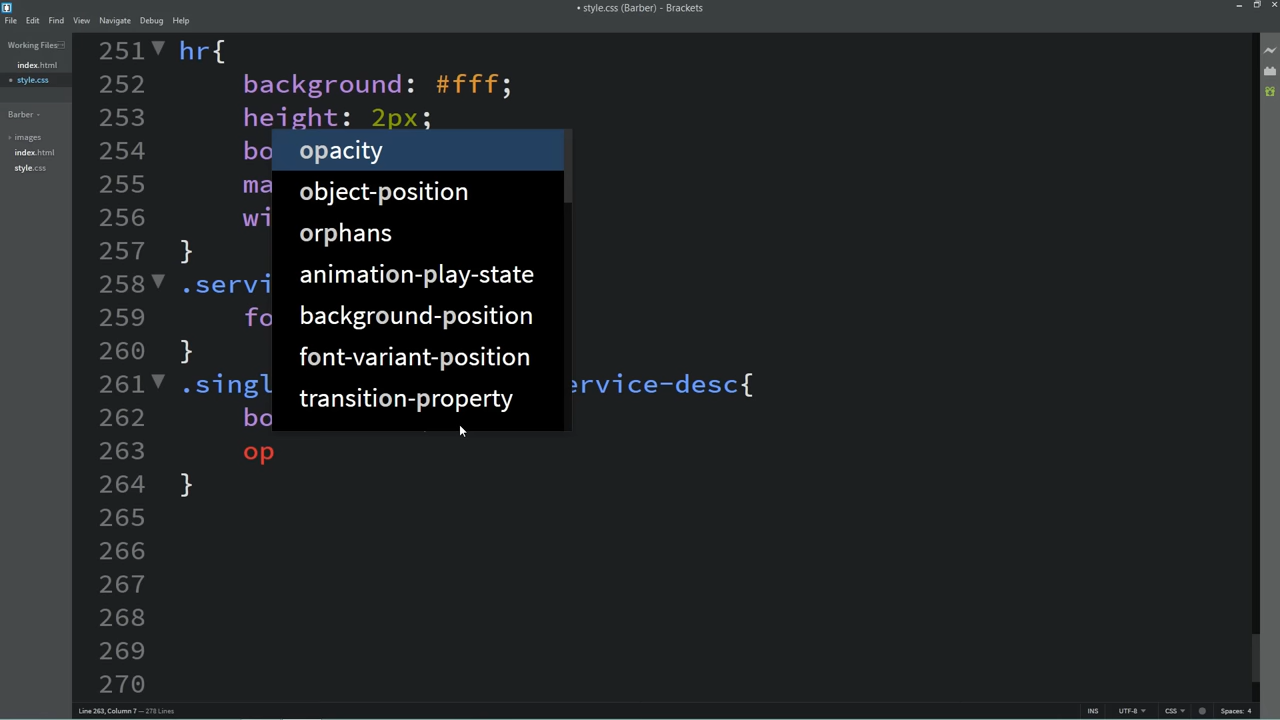 • style.css (Barber) - Brackets
File Edit Find View Navigate Debug Help
Working Files
index.html
• style.css
Barber
images
index.html
style.css
251 hr{
252 background: #fff;
253 height: 2px;
254 bo
255 ma
256 wi
257 }
258 .servi
259 fo
260 }
261 .singl ervice-desc{
262 bo
263 op
264 }
265
266
267
268
269
270
opacity
object-position
orphans
animation-play-state
background-position
font-variant-position
transition-property
Line 263, Column 7 — 278 Lines
INS UTF-8 CSS Spaces: 4